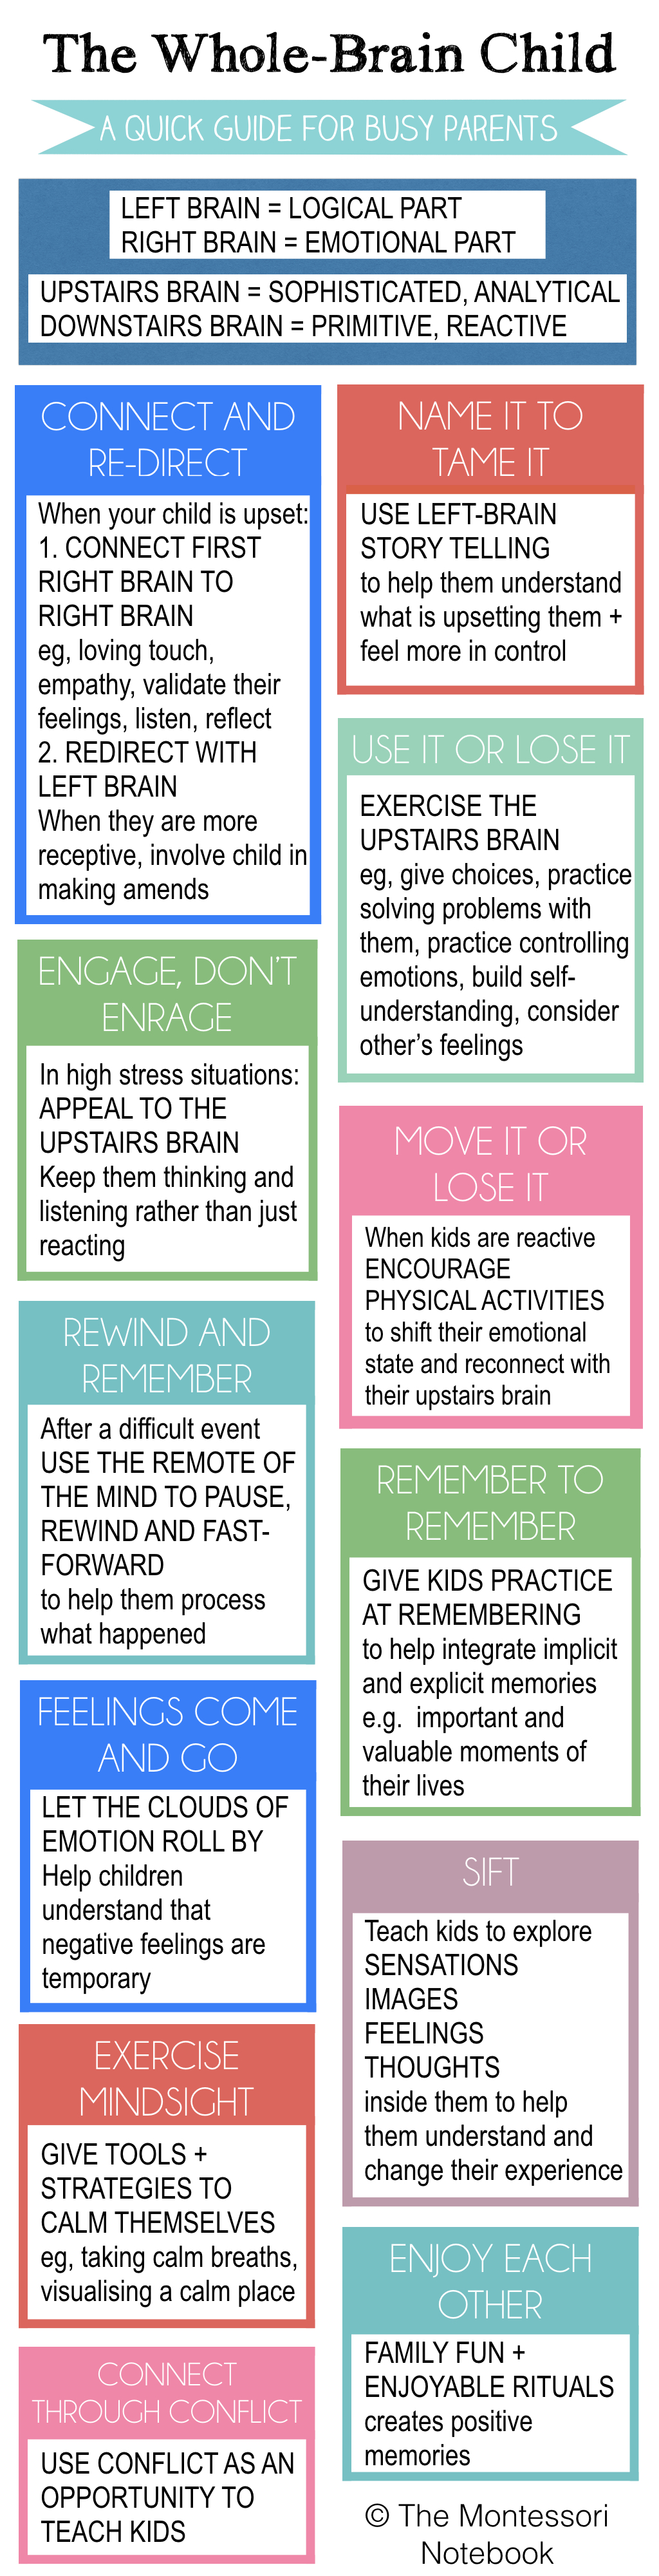 The Whole-Brain Child
A QUICK GUIDE FOR BUSY PARENTS
LEFT BRAIN = LOGICAL PART
RIGHT BRAIN = EMOTIONAL PART
UPSTAIRS BRAIN = SOPHISTICATED, ANALYTICAL
DOWNSTAIRS BRAIN = PRIMITIVE, REACTIVE
CONNECT AND
RE-DIRECT
When your child is upset:
1. CONNECT FIRST
RIGHT BRAIN TO
RIGHT BRAIN
eg, loving touch,
empathy, validate their
feelings, listen, reflect
2. REDIRECT WITH
LEFT BRAIN
When they are more
receptive, involve child in
making amends
NAME IT TO
TAME IT
USE LEFT-BRAIN
STORY TELLING
to help them understand
what is upsetting them +
feel more in control
USE IT OR LOSE IT
EXERCISE THE
UPSTAIRS BRAIN
eg, give choices, practice
solving problems with
them, practice controlling
emotions, build self-
understanding, consider
other's feelings
ENGAGE, DON'T
ENRAGE
In high stress situations:
APPEAL TO THE
UPSTAIRS BRAIN
Keep them thinking and
listening rather than just
reacting
MOVE IT OR
LOSE IT
When kids are reactive
ENCOURAGE
PHYSICAL ACTIVITIES
to shift their emotional
state and reconnect with
their upstairs brain
REWIND AND
REMEMBER
After a difficult event
USE THE REMOTE OF
THE MIND TO PAUSE,
REWIND AND FAST-
FORWARD
to help them process
what happened
REMEMBER TO
REMEMBER
GIVE KIDS PRACTICE
AT REMEMBERING
to help integrate implicit
and explicit memories
e.g. important and
valuable moments of
their lives
FEELINGS COME
AND GO
LET THE CLOUDS OF
EMOTION ROLL BY
Help children
understand that
negative feelings are
temporary
SIFT
Teach kids to explore
SENSATIONS
IMAGES
FEELINGS
THOUGHTS
inside them to help
them understand and
change their experience
EXERCISE
MINDSIGHT
GIVE TOOLS +
STRATEGIES TO
CALM THEMSELVES
eg, taking calm breaths,
visualising a calm place
ENJOY EACH
OTHER
FAMILY FUN +
ENJOYABLE RITUALS
creates positive
memories
CONNECT
THROUGH CONFLICT
USE CONFLICT AS AN
OPPORTUNITY TO
TEACH KIDS
© The Montessori
Notebook